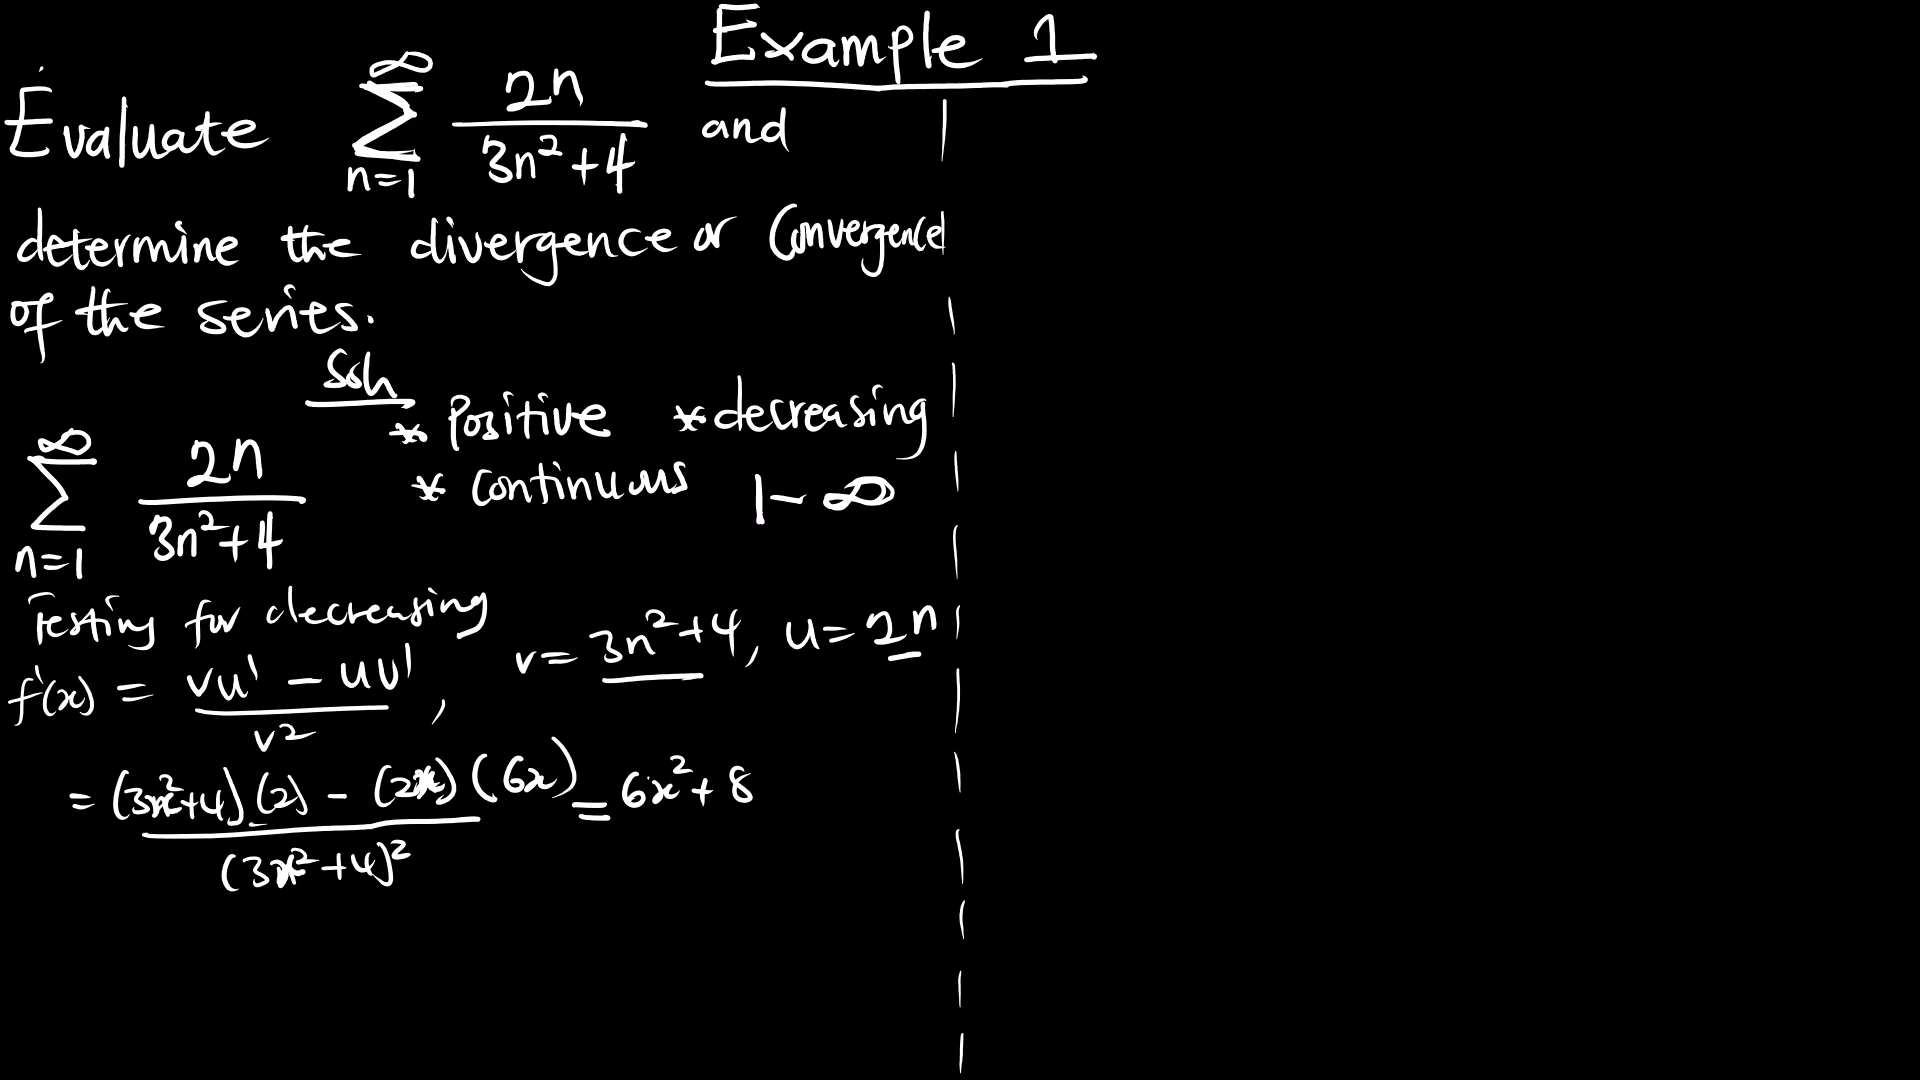 Example 1
Evaluate ∑_{n=1}^{∞} 2n/(3n²+4) and
determine the divergence or Convergence
of the series.
Soln
* Positive * decreasing
∑_{n=1}^{∞} 2n/(3n²+4) * continuous 1 - ∞
Testing for decreasing
f'(x) = (vu' - uv')/v², v = 3n²+4, u = 2n
= ((3x²+4)(2) - (2x)(6x))/(3x²+4)² = 6x² + 8